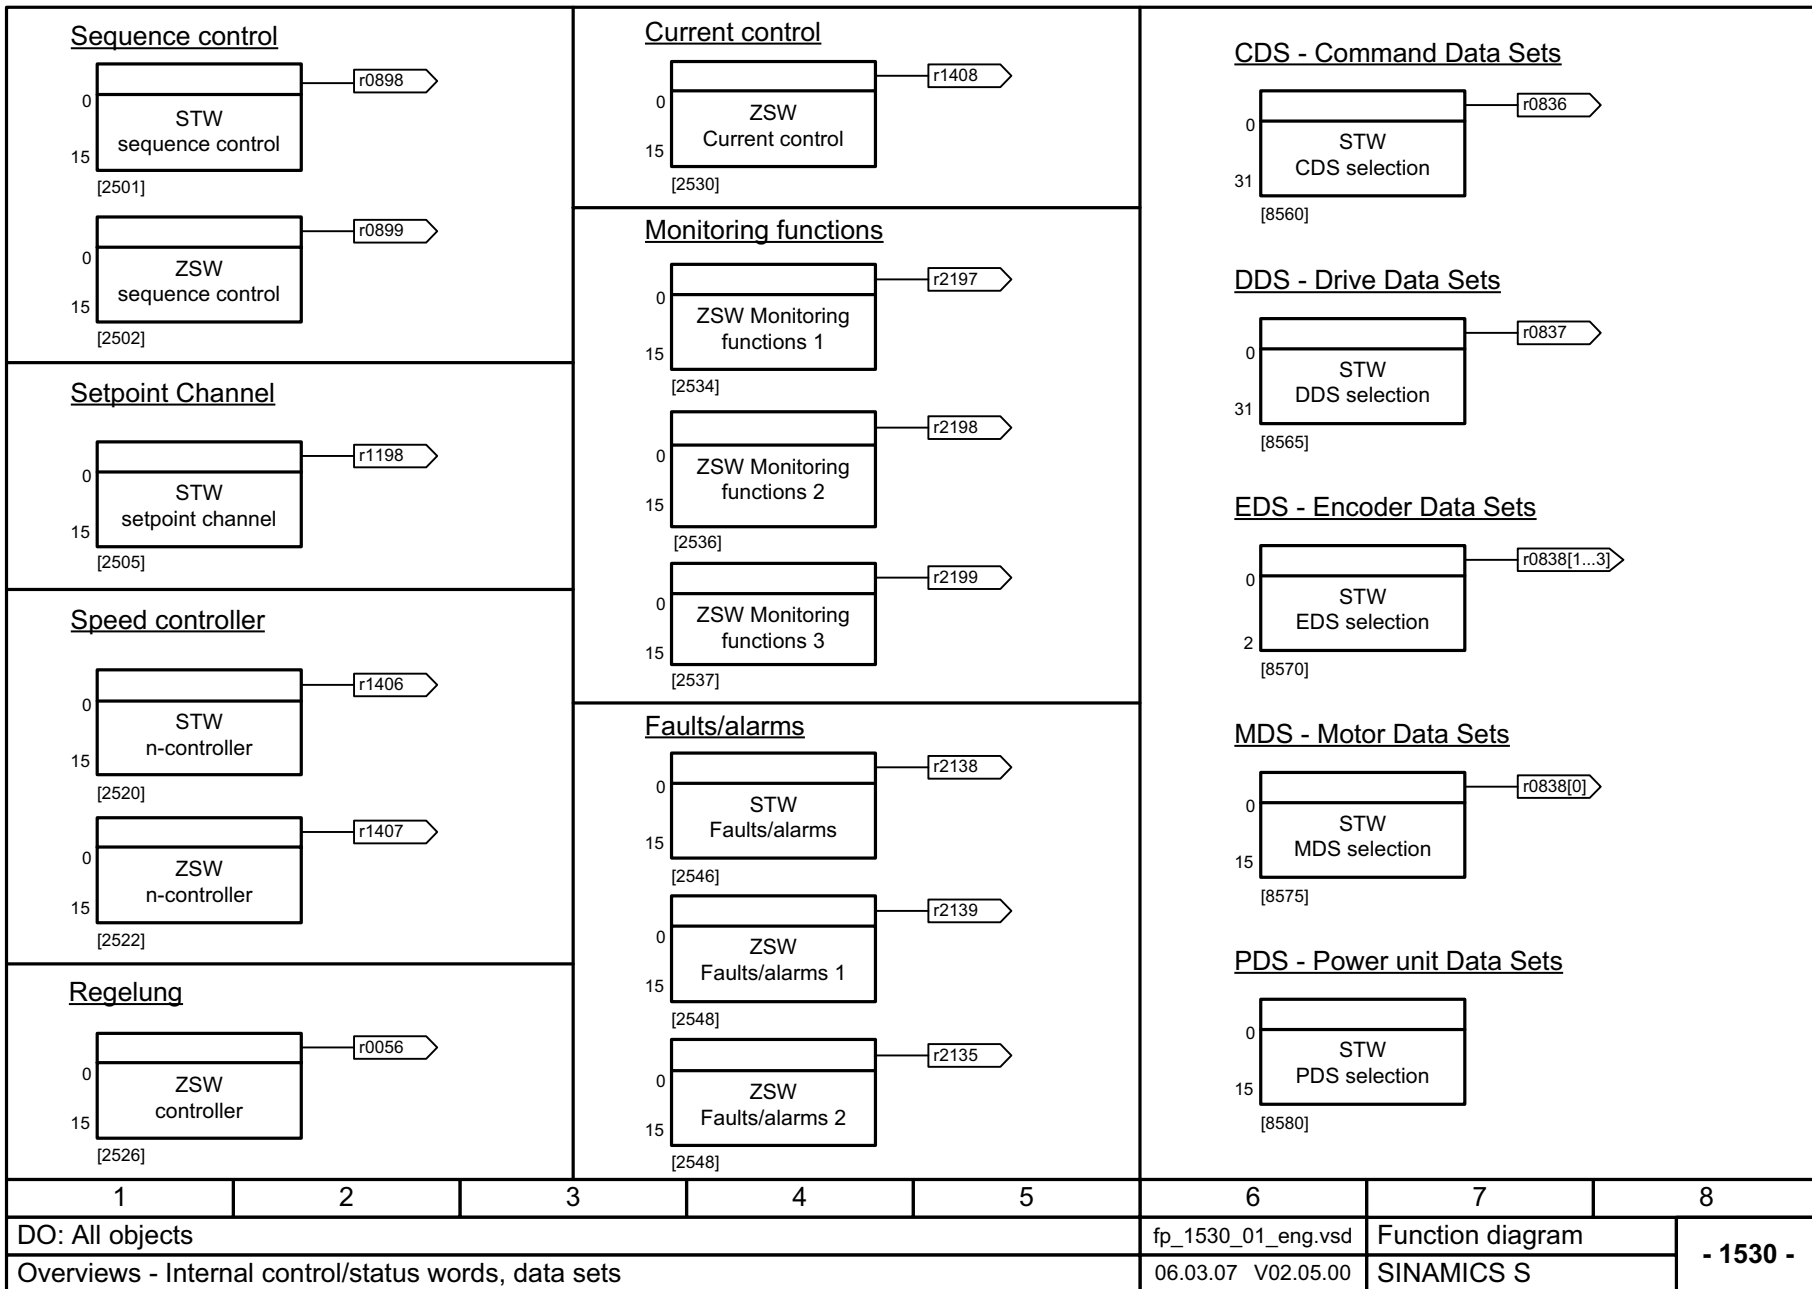 Sequence control
r0898
0
STW
sequence control
15
[2501]
r0899
0
ZSW
sequence control
15
[2502]
Setpoint Channel
r1198
0
STW
setpoint channel
15
[2505]
Speed controller
r1406
0
STW
n-controller
15
[2520]
r1407
0
ZSW
n-controller
15
[2522]
Regelung
r0056
0
ZSW
controller
15
[2526]
Current control
r1408
0
ZSW
Current control
15
[2530]
Monitoring functions
r2197
0
ZSW Monitoring
functions 1
15
[2534]
r2198
0
ZSW Monitoring
functions 2
15
[2536]
r2199
0
ZSW Monitoring
functions 3
15
[2537]
Faults/alarms
r2138
0
STW
Faults/alarms
15
[2546]
r2139
0
ZSW
Faults/alarms 1
15
[2548]
r2135
0
ZSW
Faults/alarms 2
15
[2548]
CDS - Command Data Sets
r0836
0
STW
CDS selection
31
[8560]
DDS - Drive Data Sets
r0837
0
STW
DDS selection
31
[8565]
EDS - Encoder Data Sets
r0838[1...3]
0
STW
EDS selection
2
[8570]
MDS - Motor Data Sets
r0838[0]
0
STW
MDS selection
15
[8575]
PDS - Power unit Data Sets
0
STW
PDS selection
15
[8580]
1 2 3 4 5 6 7 8
DO: All objects
fp_1530_01_eng.vsd
Function diagram
- 1530 -
Overviews - Internal control/status words, data sets
06.03.07 V02.05.00
SINAMICS S